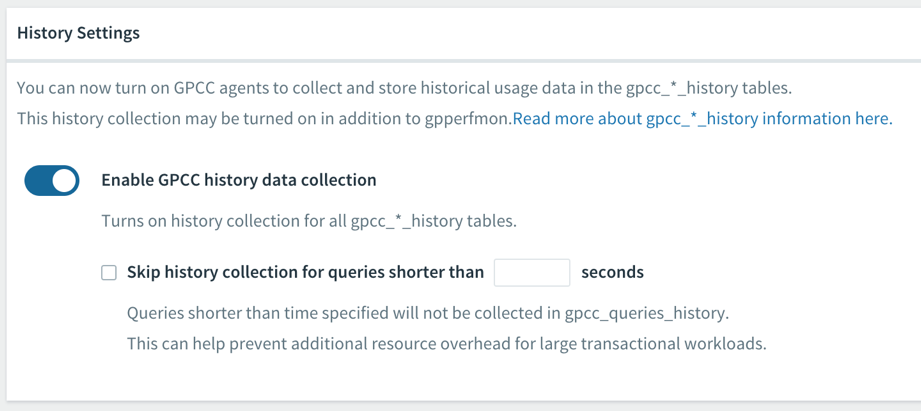 History Settings
You can now turn on GPCC agents to collect and store historical usage data in the gpcc_*_history tables.
This history collection may be turned on in addition to gpperfmon.Read more about gpcc_*_history information here.
Enable GPCC history data collection
Turns on history collection for all gpcc_*_history tables.
Skip history collection for queries shorter than seconds
Queries shorter than time specified will not be collected in gpcc_queries_history.
This can help prevent additional resource overhead for large transactional workloads.